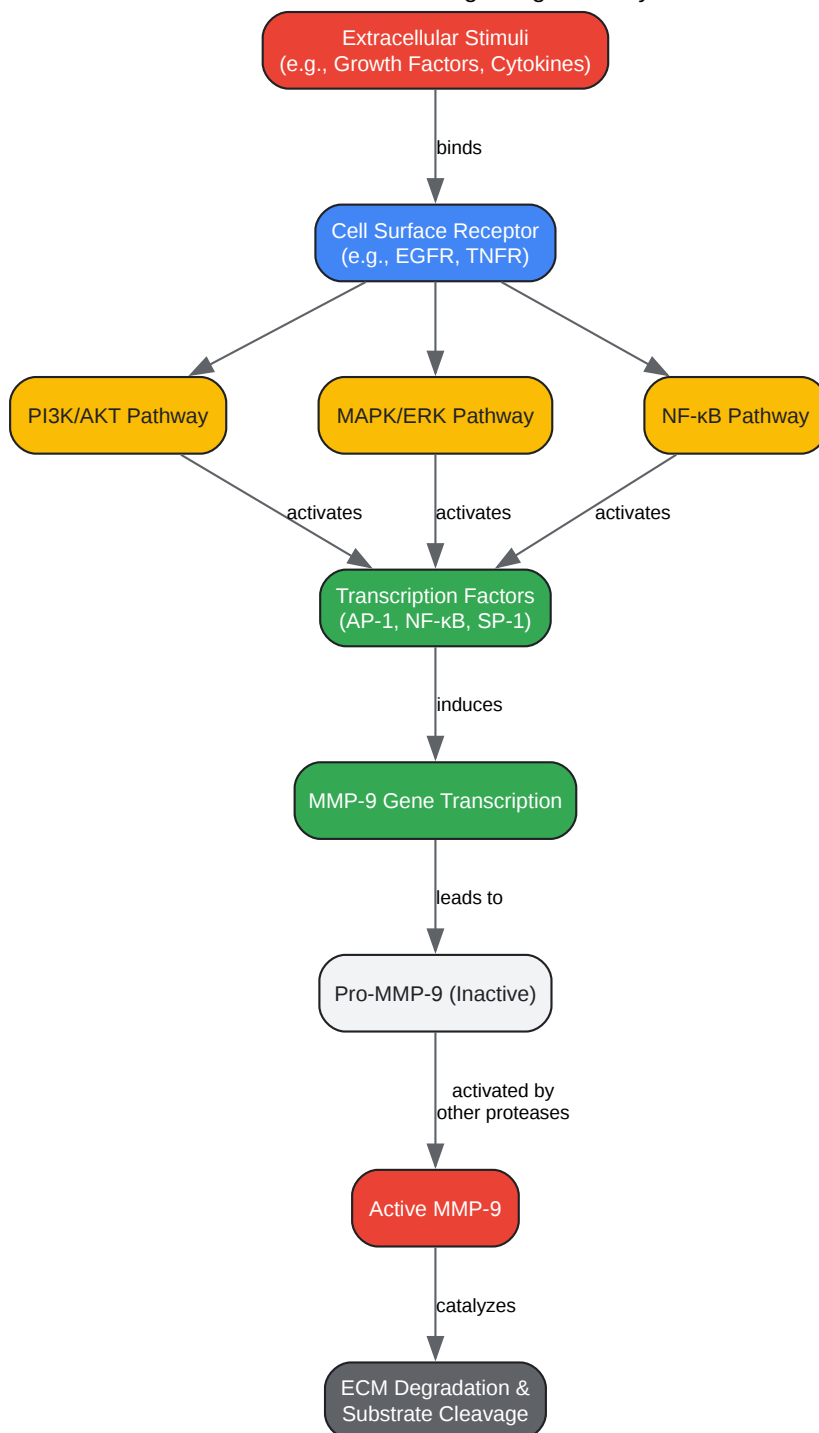 Extracellular Stimuli
(e.g., Growth Factors, Cytokines)
binds
Cell Surface Receptor
(e.g., EGFR, TNFR)
PI3K/AKT Pathway
MAPK/ERK Pathway
NF-κB Pathway
activates
activates
activates
Transcription Factors
(AP-1, NF-κB, SP-1)
induces
MMP-9 Gene Transcription
leads to
Pro-MMP-9 (Inactive)
activated by
other proteases
Active MMP-9
catalyzes
ECM Degradation &
Substrate Cleavage